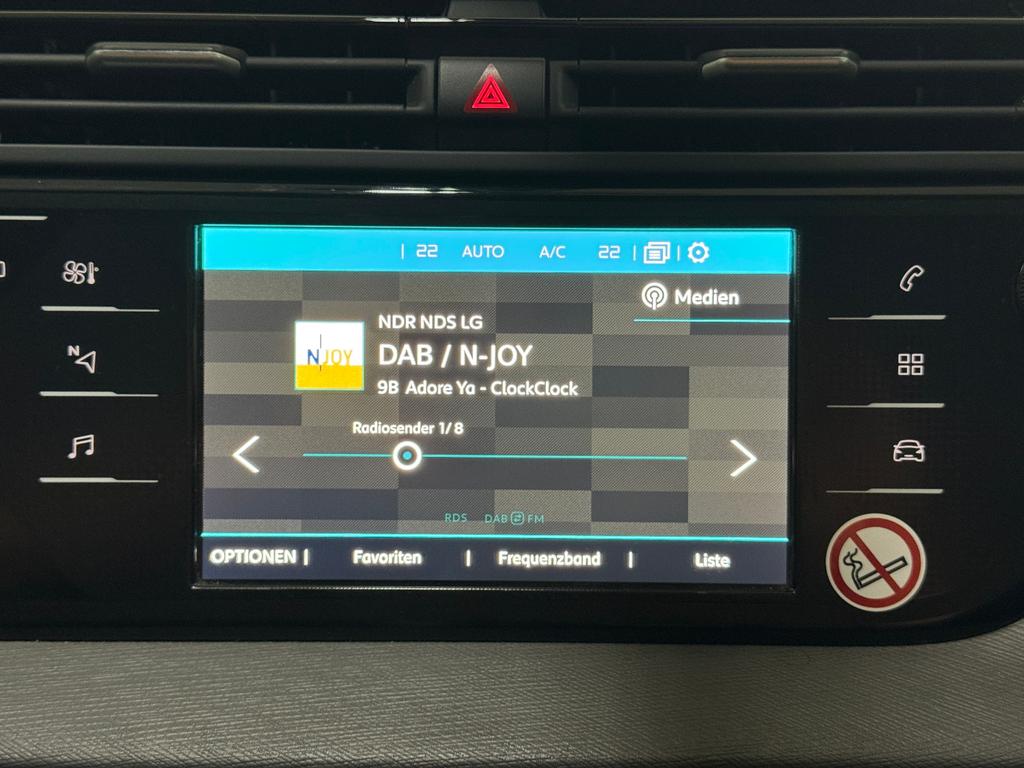 22 AUTO A/C 22
Medien
NDR NDS LG
N JOY
DAB / N-JOY
9B Adore Ya - ClockClock
Radiosender 1/8
RDS DAB FM
OPTIONEN | Favoriten | Frequenzband | Liste
N